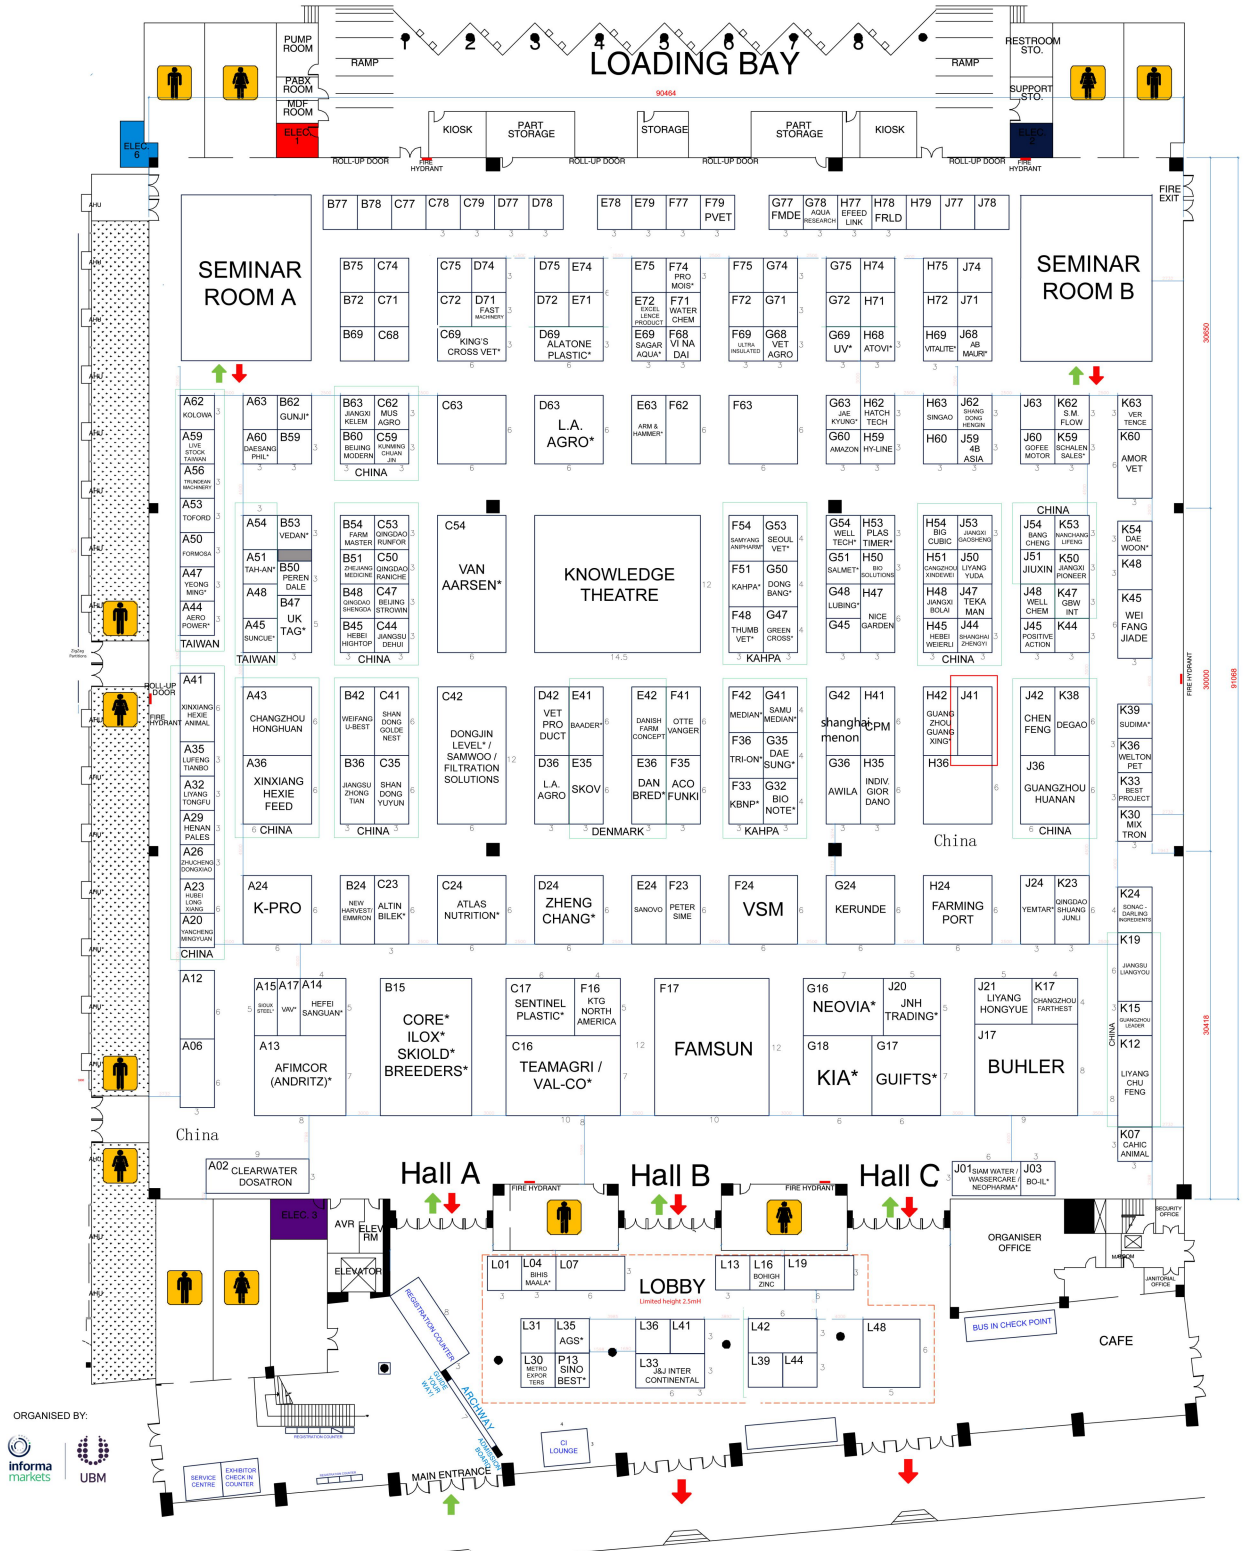 PUMP
ROOM
PABX
ROOM
MDF
ROOM
ELEC.
1
ELEC.
6
RAMP
1 2 3 4 5 6 7 8
LOADING BAY
90464
RAMP
RESTROOM
STO.
SUPPORT
STO.
ELEC.
2
KIOSK
PART
STORAGE
STORAGE
PART
STORAGE
KIOSK
ROLL-UP DOOR
FIRE
HYDRANT
ROLL-UP DOOR
ROLL-UP DOOR
ROLL-UP DOOR
FIRE
HYDRANT
FIRE
EXIT
SEMINAR
ROOM A
SEMINAR
ROOM B
B77 B78 C77 C78 C79 D77 D78
E78 E79 F77 F79
PVET
G77
FMDE
G78
AQUA
RESEARCH
H77
EFEED
LINK
H78
FRLD
H79 J77 J78
B75 C74
B72 C71
B69 C68
C75 D74
C72 D71
FAST
MACHINERY
C69
KING'S
CROSS VET*
D75 E74
D72 E71
D69
ALATONE
PLASTIC*
E75 F74
PRO
MOIS*
E72
EXCEL
LENCE
PRODUCT
F71
WATER
CHEM
E69
SAGAR
AQUA*
F68
VI NA
DAI
F75 G74
F72 G71
F69
ULTRA
INSULATED
G68
VET
AGRO
G75 H74
G72 H71
G69
UV*
H68
ATOVI*
H75 J74
H72 J71
H69
VITALITE*
J68
AB
MAURI*
30650
A62
KOLOWA
A59
LIVE
STOCK
TAIWAN
A56
TRUNDEAN
MACHINERY
A53
TOFORD
A50
FORMOSA
A47
YEONG
MING*
A44
AERO
POWER*
TAIWAN
A63 B62
GUNJI*
A60
DAESANG
PHIL*
B59
B63
JIANGXI
KELEM
C62
MUS
AGRO
B60
BEIJING
MODERN
C59
KUNMING
CHUAN
JIN
CHINA
C63
D63
L.A.
AGRO*
E63
ARM &
HAMMER*
F62
F63
G63
JAE
KYUNG*
H62
HATCH
TECH
G60
AMAZON
H59
HY-LINE
H63
SINGAO
J62
SHANG
DONG
HENGIN
H60
J59
4B
ASIA
J63
K62
S.M.
FLOW
J60
GOFEE
MOTOR
K59
SCHALEN
SALES*
K63
VER
TENCE
K60
AMOR
VET
A54 B53
VEDAN*
A51
TAH-AN*
B50
PEREN
DALE
A48
B47
UK
TAG*
A45
SUNCUE*
TAIWAN
B54
FARM
MASTER
C53
QINGDAO
RUNFOR
B51
ZHEJIANG
MEDICINE
C50
QINGDAO
RANICHE
B48
QINGDAO
SHENGDA
C47
BEIJING
STROWIN
B45
HEBEI
HIGHTOP
C44
JIANGSU
DEHUI
CHINA
C54
VAN
AARSEN*
KNOWLEDGE
THEATRE
12
14.5
F54
SAMYANG
ANIPHARM*
G53
SEOUL
VET*
F51
KAHPA*
G50
DONG
BANG*
F48
THUMB
VET*
G47
GREEN
CROSS*
KAHPA
G54
WELL
TECH*
H53
PLAS
TIMER*
G51
SALMET*
H50
BIO
SOLUTIONS
G48
LUBING*
H47
NICE
GARDEN
G45
H54
BIG
CUBIC
J53
JIANGXI
GAOSHENG
H51
CANGZHOU
XINDEWEI
J50
LIYANG
YUDA
H48
JIANGXI
BOLAI
J47
TEKA
MAN
H45
HEBEI
WEIERLI
J44
SHANGHAI
ZHENGYI
CHINA
CHINA
J54
BANG
CHENG
K53
NANCHANG
LIFENG
J51
JIUXIN
K50
JIANGXI
PIONEER
J48
WELL
CHEM
K47
GBW
INT
J45
POSITIVE
ACTION
K44
K54
DAE
WOON*
K48
K45
WEI
FANG
JIADE
ROLL-UP
DOOR
FIRE
HYDRANT
FIRE HYDRANT
30000
91068
A41
XINXIANG
HEXIE
ANIMAL
A35
LUFENG
TIANBO
A32
LIYANG
TONGFU
A29
HENAN
PALES
A26
ZHUCHENG
DONGXIAO
A23
HUBEI
LONG
XIANG
A20
YANCHENG
MINGYUAN
CHINA
A43
CHANGZHOU
HONGHUAN
A36
XINXIANG
HEXIE
FEED
CHINA
B42
WEIFANG
U-BEST
C41
SHAN
DONG
GOLDE
NEST
B36
JIANGSU
ZHONG
TIAN
C35
SHAN
DONG
YUYUN
CHINA
C42
DONGJIN
LEVEL* /
SAMWOO /
FILTRATION
SOLUTIONS
D42
VET
PRO
DUCT
E41
BAADER*
D36
L.A.
AGRO
E35
SKOV
E42
DANISH
FARM
CONCEPT
F41
OTTE
VANGER
E36
DAN
BRED*
F35
ACO
FUNKI
DENMARK
F42
MEDIAN*
G41
SAMU
MEDIAN*
F36
TRI-ON*
G35
DAE
SUNG*
F33
KBNP*
G32
BIO
NOTE*
KAHPA
G42
shanghai
menon
H41
CPM
G36
AWILA
H35
INDIV.
GIOR
DANO
H42
GUANG
ZHOU
GUANG
XING*
J41
H36
China
J42
CHEN
FENG
K38
DEGAO
J36
GUANGZHOU
HUANAN
CHINA
K39
SUDIMA*
K36
WELTON
PET
K33
BEST
PROJECT
K30
MIX
TRON
A24
K-PRO
B24
NEW
HARVEST/
EMMRON
C23
ALTIN
BILEK*
C24
ATLAS
NUTRITION*
D24
ZHENG
CHANG*
E24
SANOVO
F23
PETER
SIME
F24
VSM
G24
KERUNDE
H24
FARMING
PORT
J24
YEMTAR*
K23
QINGDAO
SHUANG
JUNLI
K24
SONAC -
DARLING
INGREDIENTS
K19
JIANGSU
LIANGYOU
K15
GUANGZHOU
LEADER
K12
LIYANG
CHU
FENG
CHINA
K07
CAHIC
ANIMAL
30418
A12
A06
China
A15
SIOUX
STEEL*
A17
VAV*
A14
HEFEI
SANGUAN*
A13
AFIMCOR
(ANDRITZ)*
B15
CORE*
ILOX*
SKIOLD*
BREEDERS*
C17
SENTINEL
PLASTIC*
F16
KTG
NORTH
AMERICA
C16
TEAMAGRI /
VAL-CO*
F17
FAMSUN
G16
NEOVIA*
J20
JNH
TRADING*
G18
KIA*
G17
GUIFTS*
J21
LIYANG
HONGYUE
K17
CHANGZHOU
FARTHEST
J17
BUHLER
A02
CLEARWATER
DOSATRON
Hall A
Hall B
Hall C
J01
SIAM WATER /
WASSERCARE /
NEOPHARMA*
J03
BO-IL*
FIRE HYDRANT
FIRE HYDRANT
ELEC. 3
AVR
ELEV
RM
ELEVATOR
ORGANISER
OFFICE
SECURITY
OFFICE
JANITORIAL
OFFICE
REGISTRATION COUNTER
GUIDE
YOUR
WAY!
ARCHWAY
ADMISSION
BOARD
L01
L04
BIHIS
MAALA*
L07
LOBBY
Limited height 2.5mH
L13
L16
BOHIGH
ZINC
L19
L31
L35
AGS*
L30
METRO
EXPOR
TERS
P13
SINO
BEST*
L36 L41
L33
J&J INTER
CONTINENTAL
L42
L39 L44
L48
BUS IN CHECK POINT
CAFE
CI
LOUNGE
MAIN ENTRANCE
REGISTRATION COUNTER
SERVICE
CENTRE
EXHIBITOR
CHECK IN
COUNTER
ORGANISED BY:
informa
markets
UBM